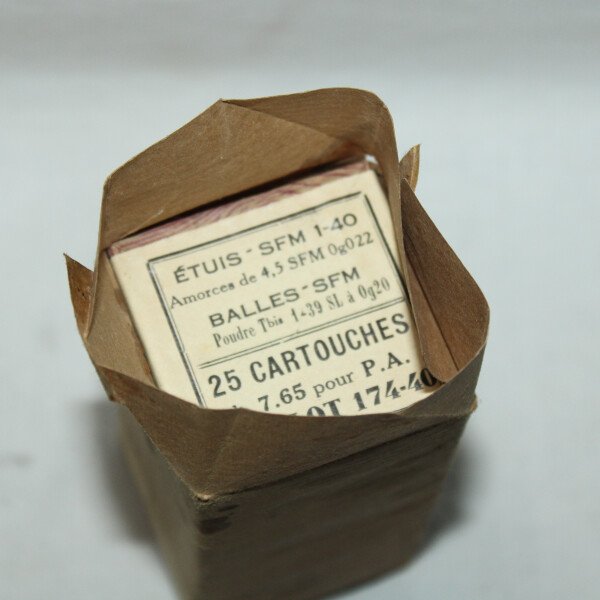 ÉTUIS - SFM 1-40
Amorces de 4,5 SFM 0g022
BALLES - SFM
Poudre Tbis 1+39 SL à 0g20
25 CARTOUCHES
7.65 pour P.A.
LOT 174-40